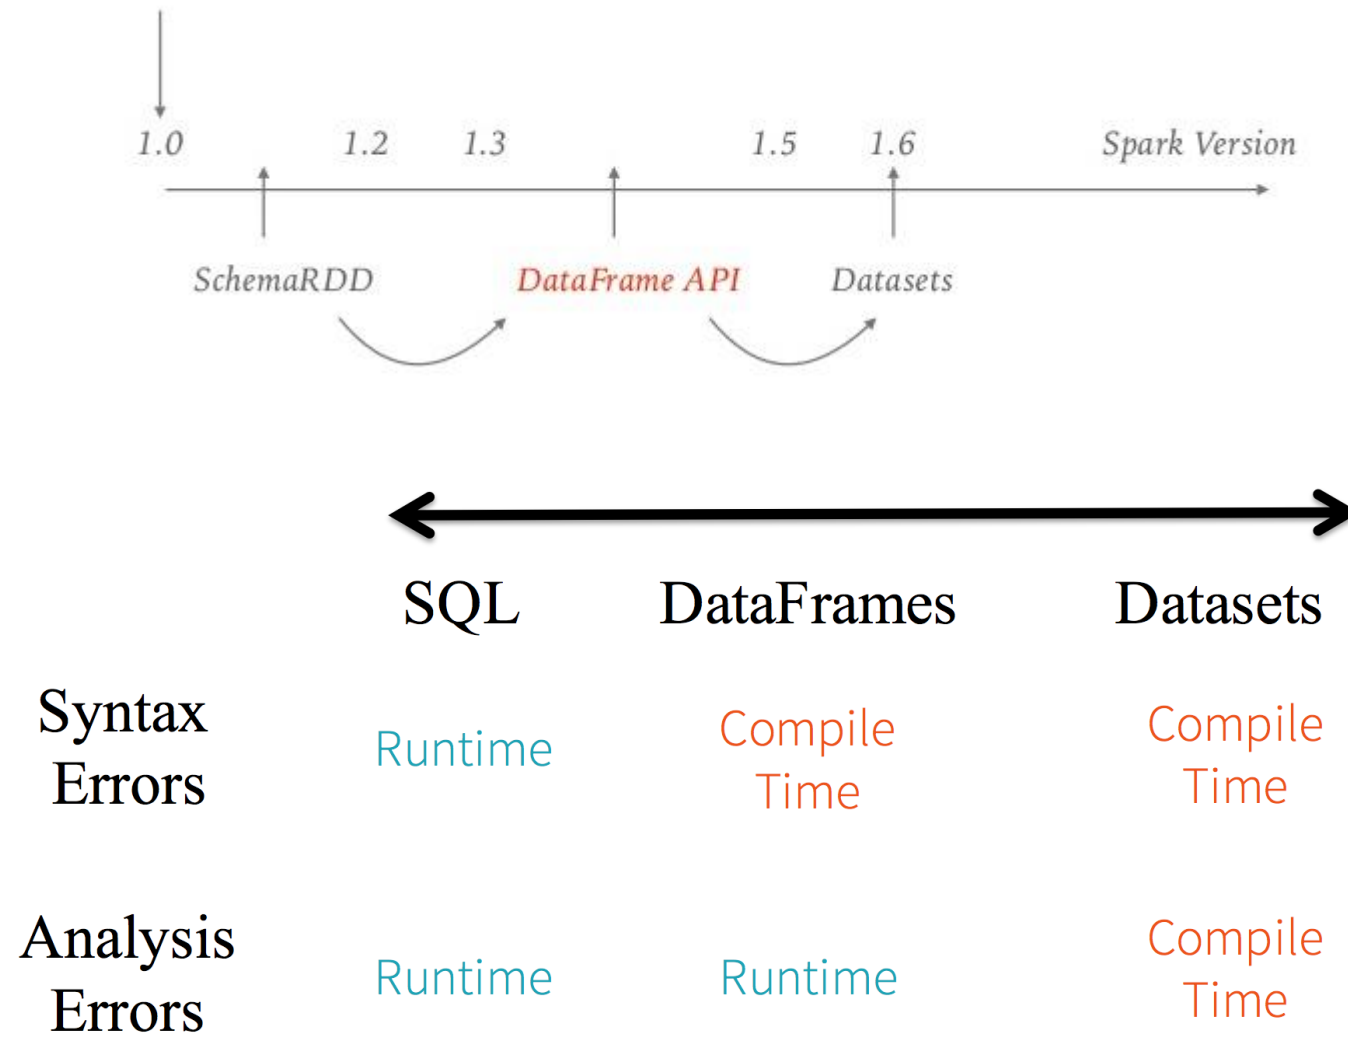 1.0 1.2 1.3 1.5 1.6 Spark Version
SchemaRDD DataFrame API Datasets
SQL DataFrames Datasets
Syntax
Errors
Runtime
Compile
Time
Compile
Time
Analysis
Errors
Runtime
Runtime
Compile
Time